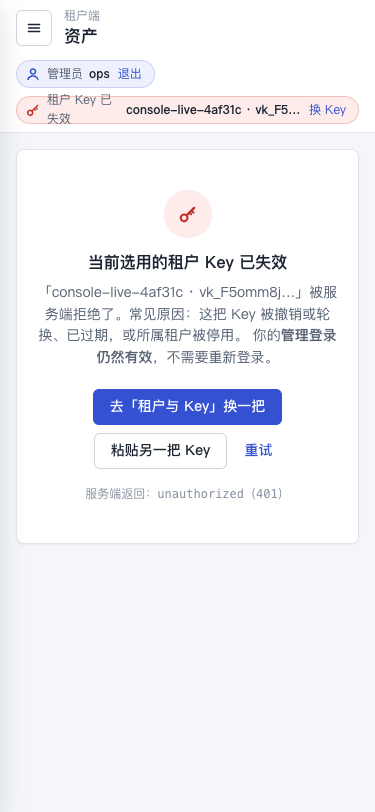 租户端
资产
管理员 ops 退出
租户 Key 已失效 console-live-4af31c · vk_F5... 换 Key
当前选用的租户 Key 已失效
「console-live-4af31c · vk_F5omm8j...」被服
务端拒绝了。常见原因：这把 Key 被撤销或轮
换、已过期，或所属租户被停用。 你的管理登录
仍然有效，不需要重新登录。
去「租户与 Key」换一把
粘贴另一把 Key 重试
服务端返回：unauthorized (401)